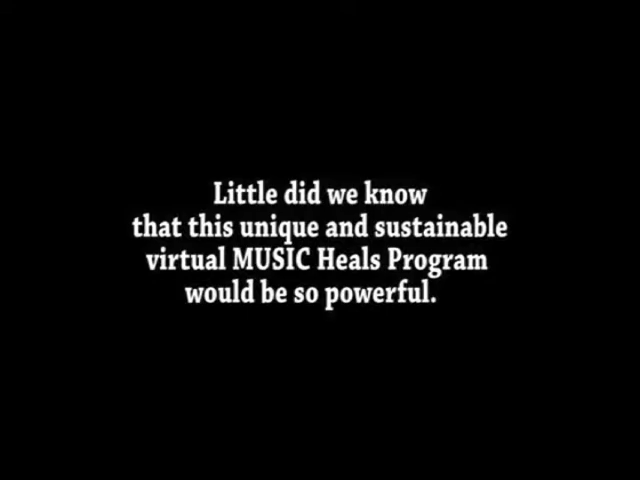 Little did we know
that this unique and sustainable
virtual MUSIC Heals Program
would be so powerful.